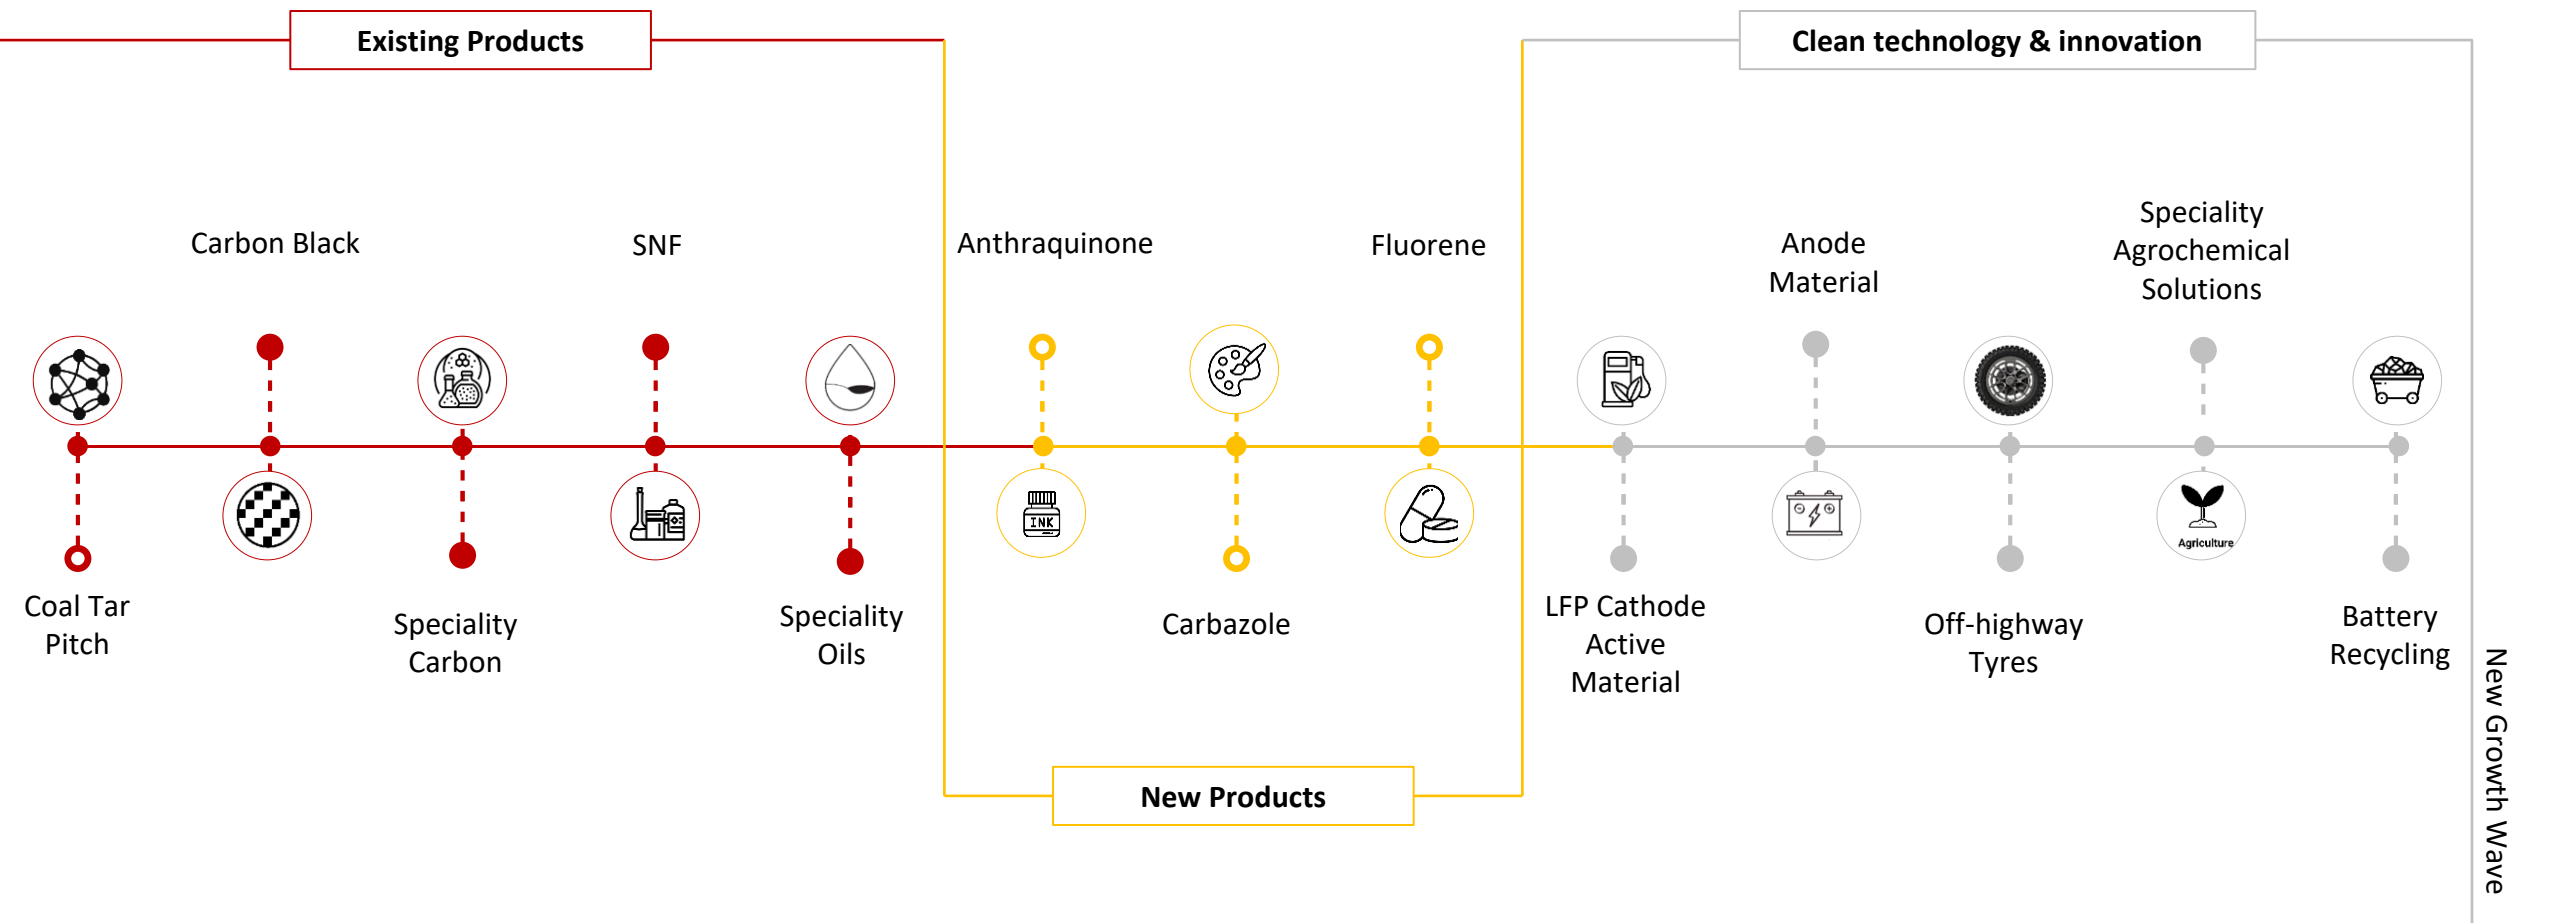 Existing Products
Clean technology & innovation
Carbon Black
SNF
Anthraquinone
Fluorene
Anode
Material
Speciality
Agrochemical
Solutions
INK
Agriculture
Coal Tar
Pitch
Speciality
Carbon
Speciality
Oils
Carbazole
LFP Cathode
Active
Material
Off-highway
Tyres
Battery
Recycling
New Products
New Growth Wave